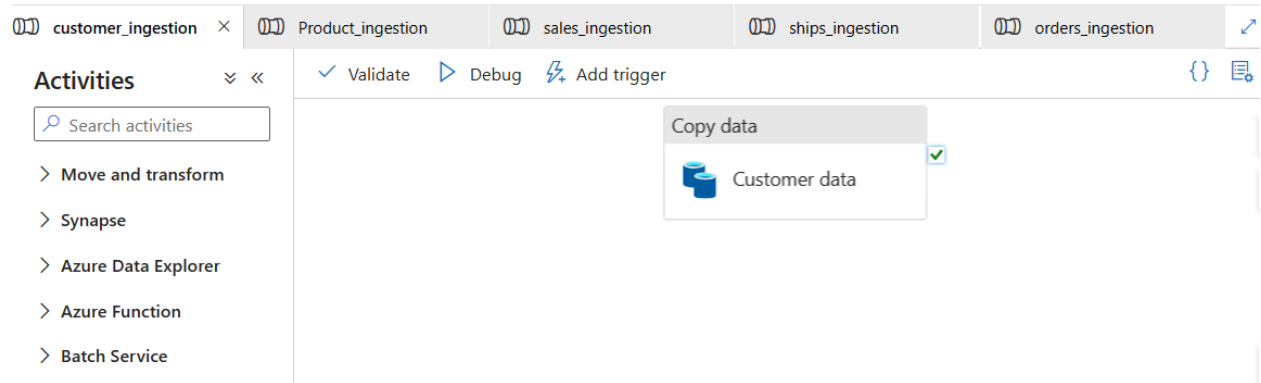 customer_ingestion
Product_ingestion
sales_ingestion
ships_ingestion
orders_ingestion
Activities
Validate
Debug
Add trigger
{}
Search activities
Copy data
Customer data
Move and transform
Synapse
Azure Data Explorer
Azure Function
Batch Service